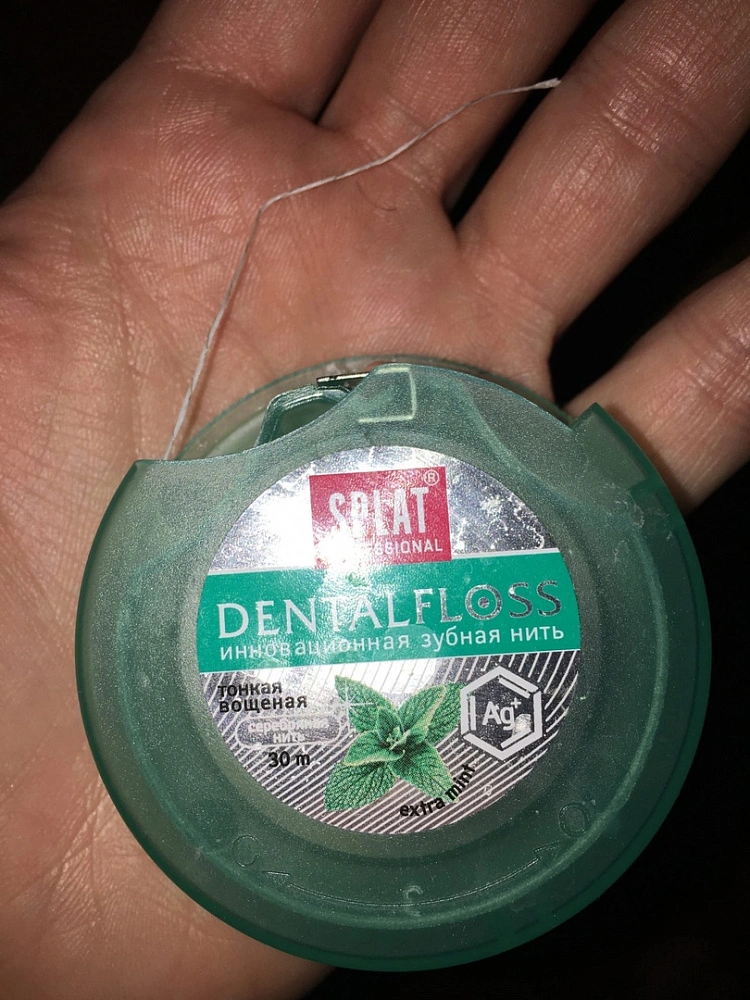 SPLAT®
DENTALFLOSS
инновационная зубная нить
тонкая
вощеная
серебряная
нить
30 m
Ag+
extra mint